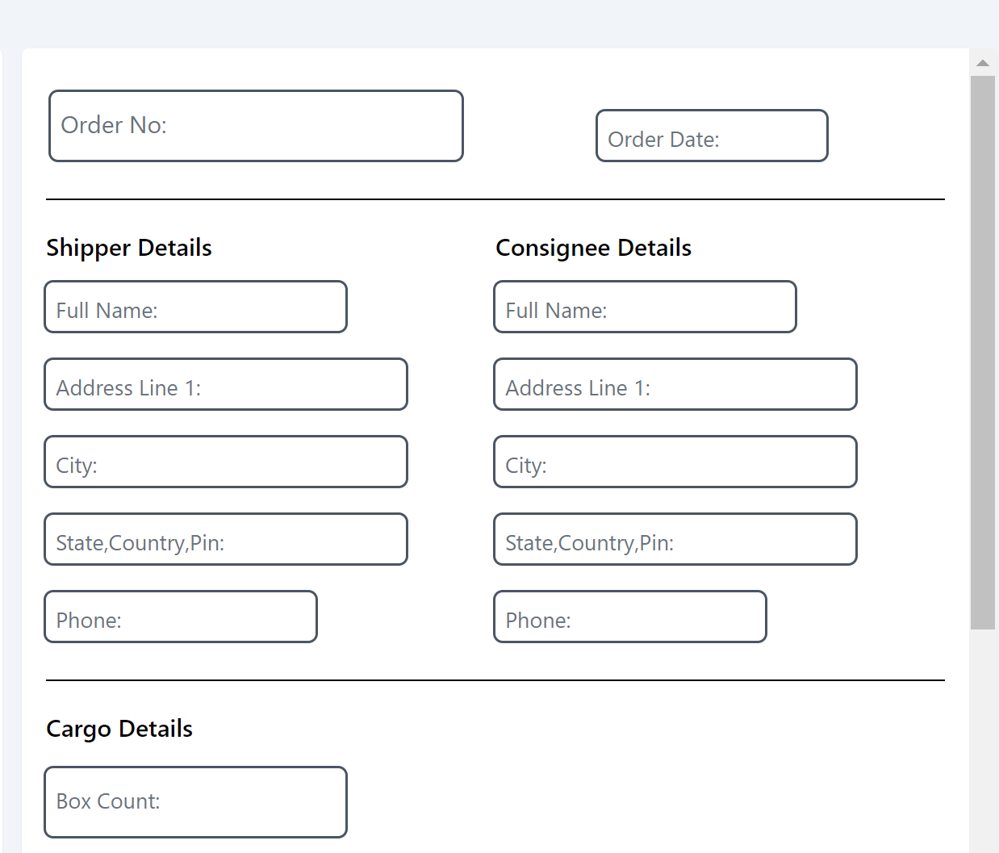 Order No:
Order Date:
Shipper Details
Consignee Details
Full Name:
Full Name:
Address Line 1:
Address Line 1:
City:
City:
State,Country,Pin:
State,Country,Pin:
Phone:
Phone:
Cargo Details
Box Count: